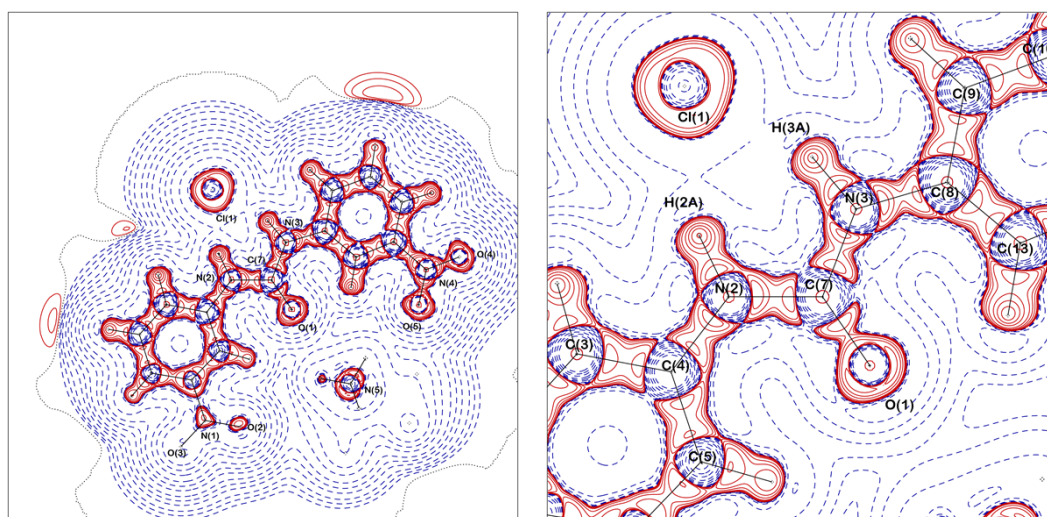 Cl(1)
N(3)
C(7)
N(2)
O(4)
N(4)
O(1)
O(5)
N(5)
N(1)
O(2)
O(3)
Cl(1)
C(9)
H(3A)
N(3)
C(8)
H(2A)
C(13)
N(2)
C(7)
C(3)
C(4)
O(1)
C(5)